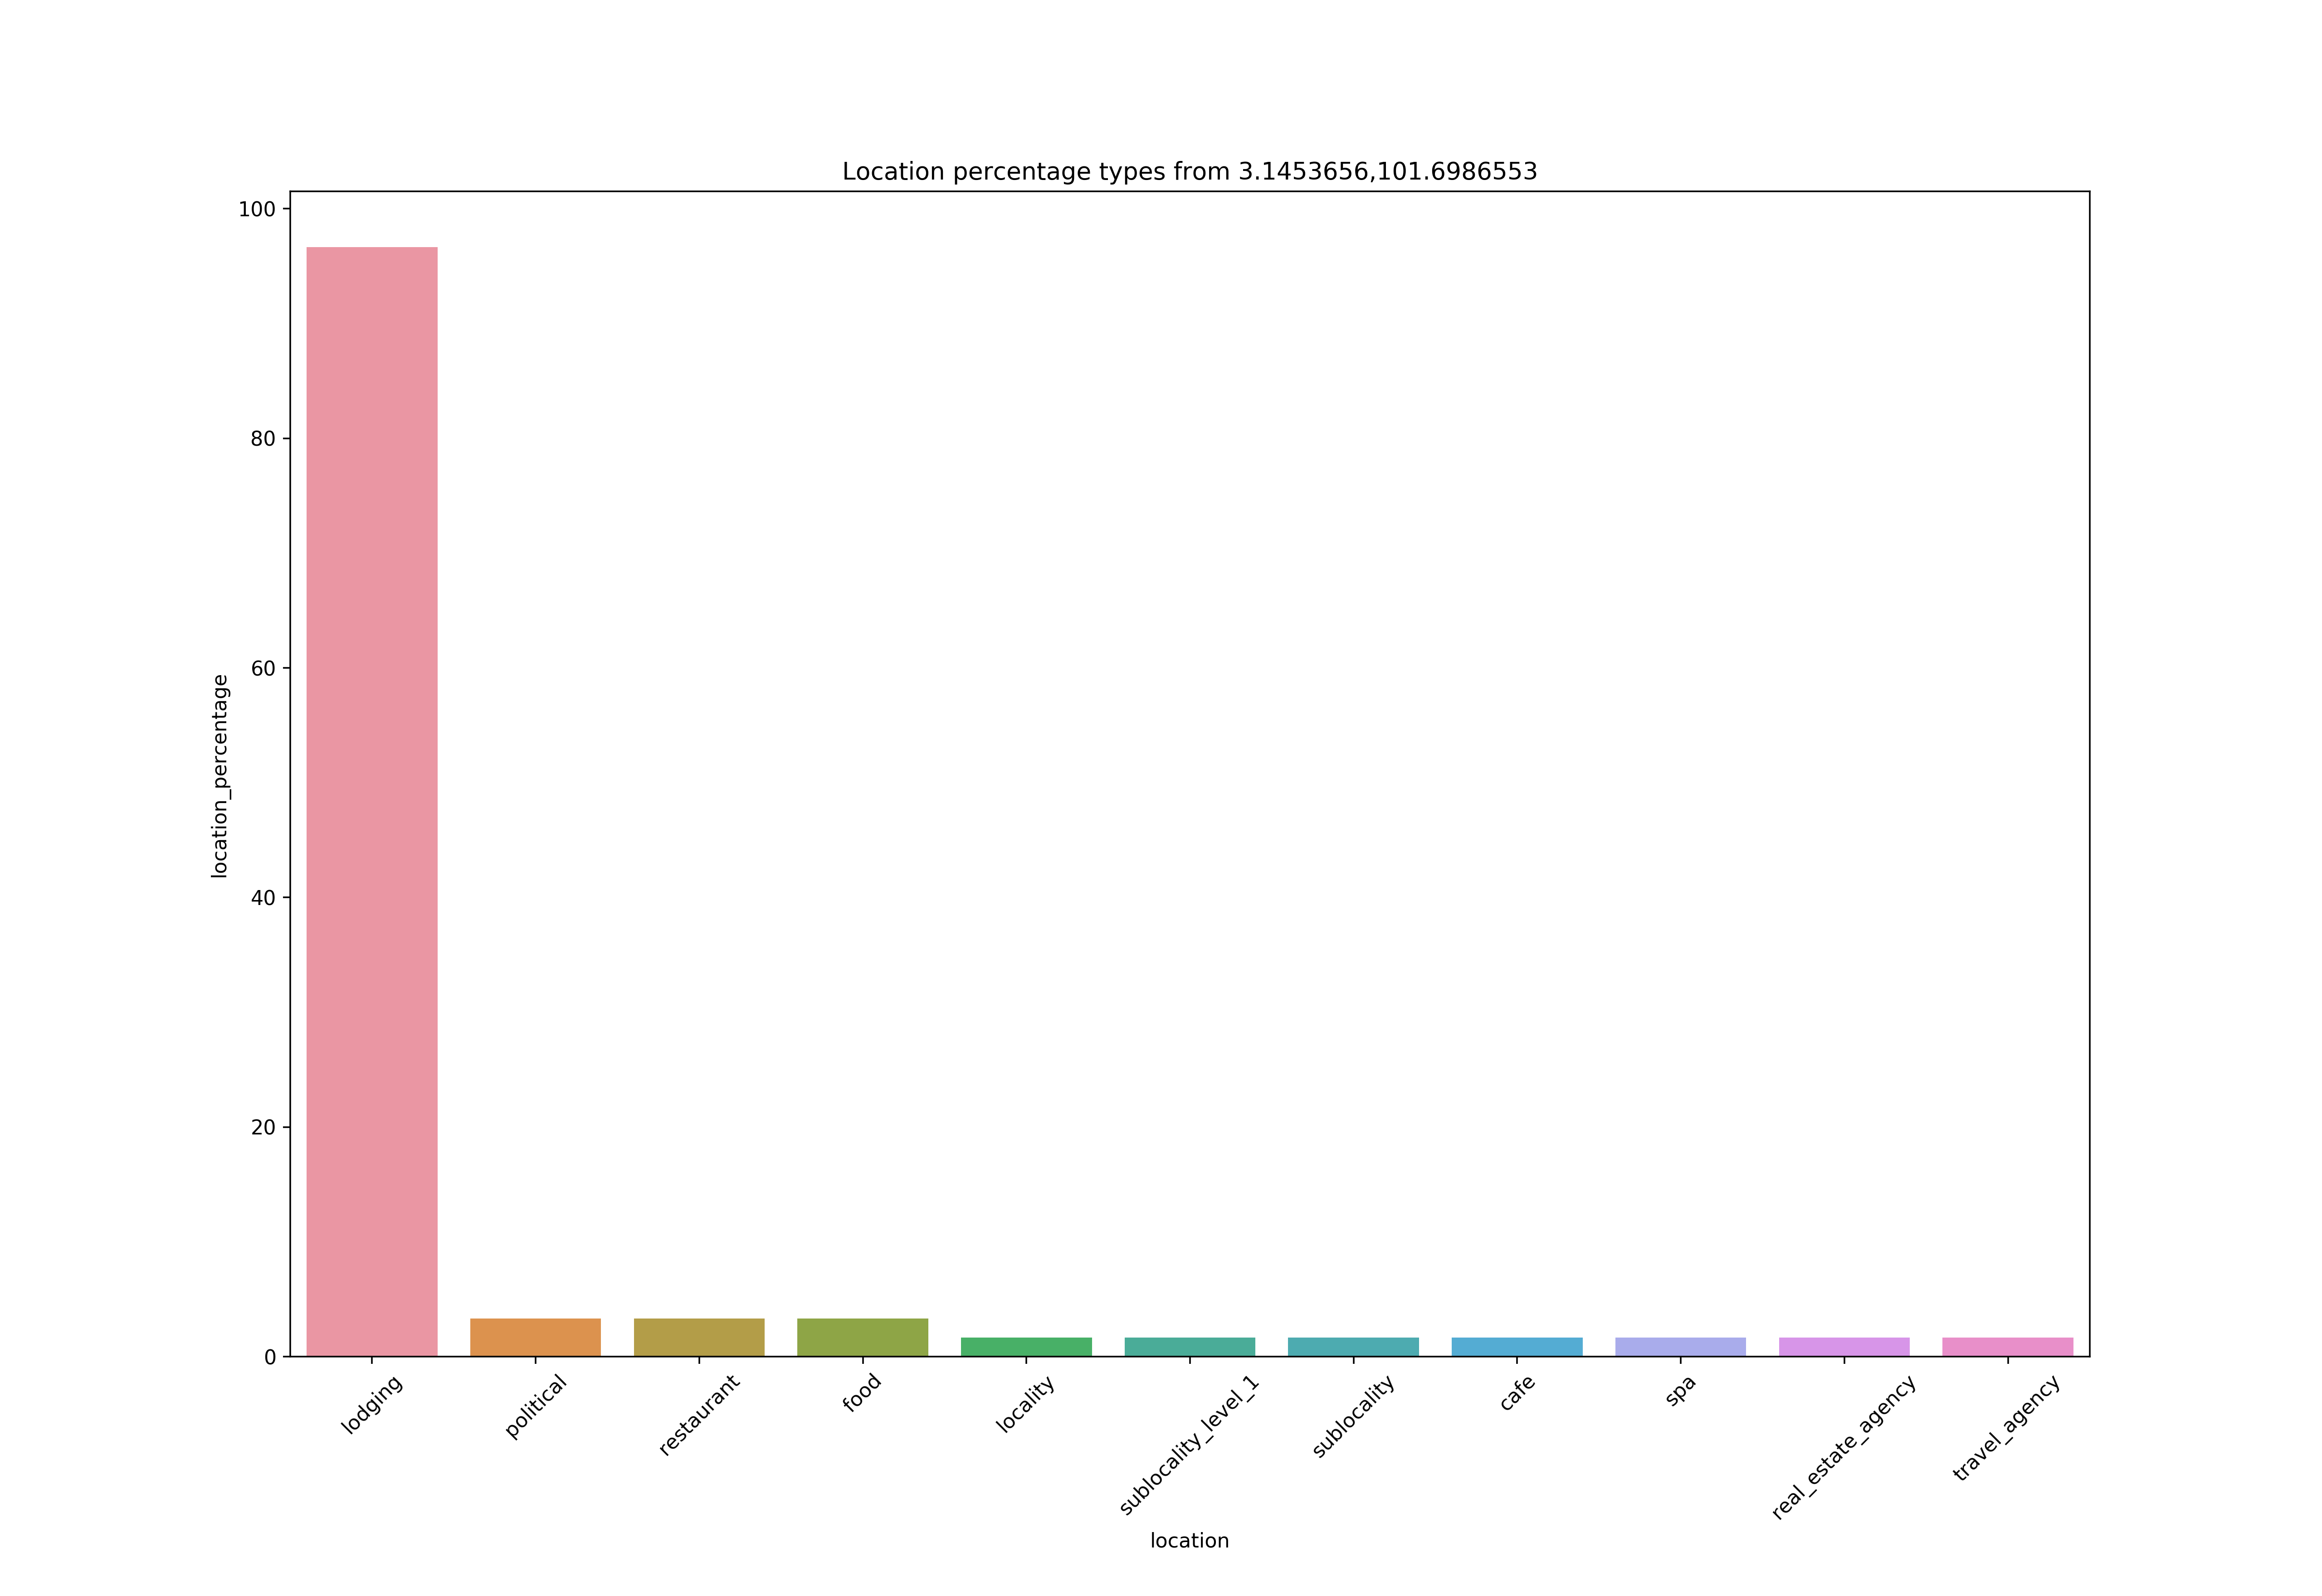 Location percentage types from 3.1453656,101.6986553
100
80
60
40
20
0
location_percentage
lodging
political
restaurant
food
locality
sublocality_level_1
sublocality
cafe
spa
real_estate_agency
travel_agency
location